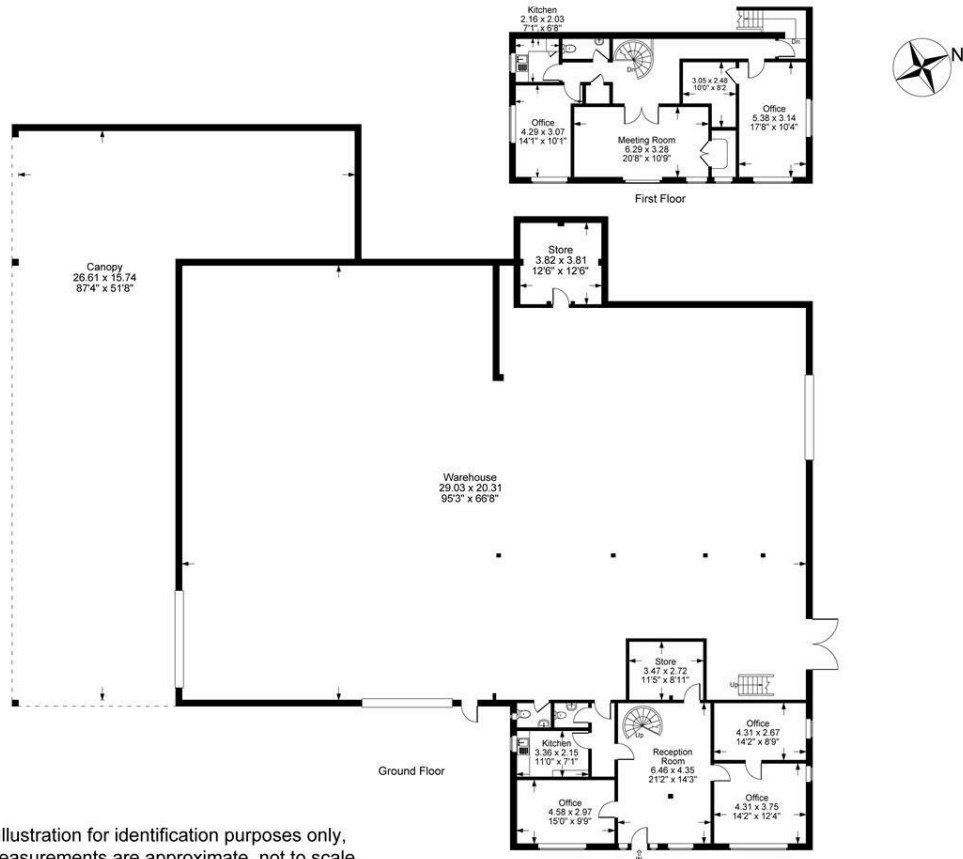 Kitchen
2.16 x 2.03
7'1" x 6'8"
Dn
Dn
3.05 x 2.48
10'0" x 8'2
Office
5.38 x 3.14
17'8" x 10'4"
Office
4.29 x 3.07
14'1" x 10'1"
Meeting Room
6.29 x 3.28
20'8" x 10'9"
First Floor
N
Store
3.82 x 3.81
12'6" x 12'6"
Canopy
26.61 x 15.74
87'4" x 51'8"
Warehouse
29.03 x 20.31
95'3" x 66'8"
Store
3.47 x 2.72
11'5" x 8'11"
Up
Up
Kitchen
3.36 x 2.15
11'0" x 7'1"
Reception
Room
6.46 x 4.35
21'2" x 14'3"
Office
4.31 x 2.67
14'2" x 8'9"
Office
4.58 x 2.97
15'0" x 9'9"
Office
4.31 x 3.75
14'2" x 12'4"
Ground Floor
llustration for identification purposes only,
easurements are approximate, not to scale